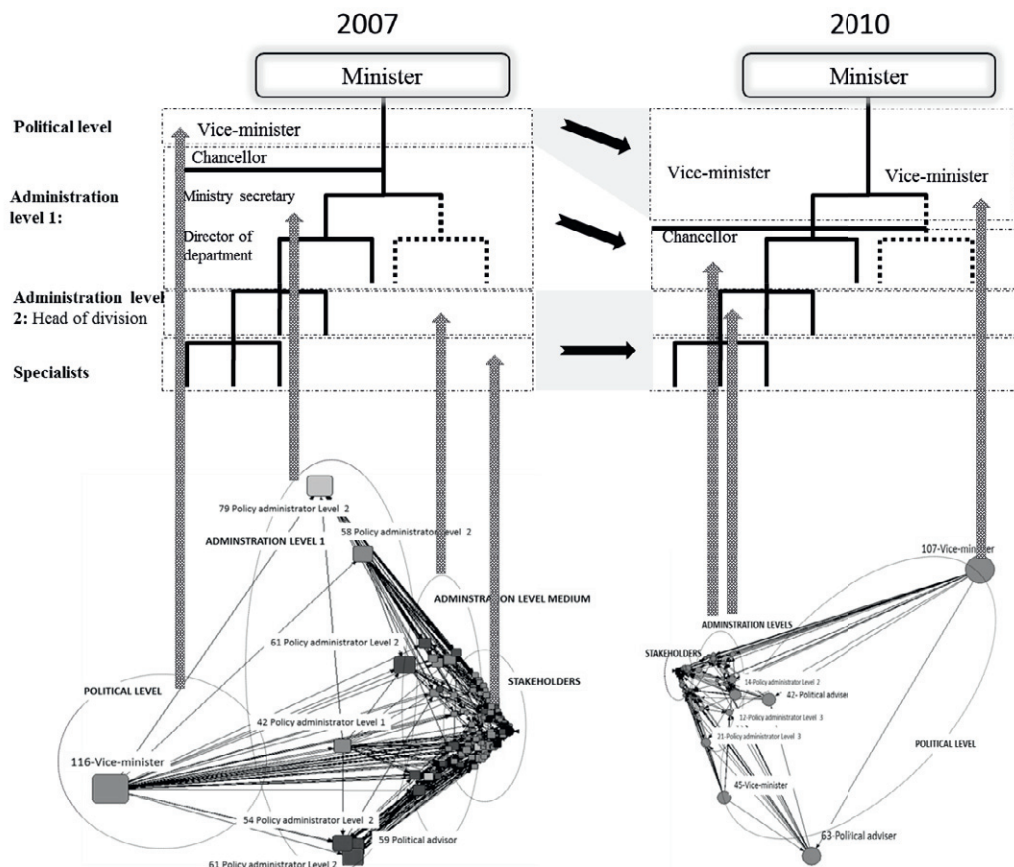 2007
2010
Minister
Minister
Political level
Vice-minister
Chancellor
Administration
level 1:
Ministry secretary
Director of
department
Vice-minister
Vice-minister
Chancellor
Administration level
2: Head of division
Specialists
79 Policy administrator Level 2
ADMINSTRATION LEVEL 1
58 Policy administrator Level 2
ADMINSTRATION LEVEL MEDIUM
61 Policy administrator Level 2
STAKEHOLDERS
POLITICAL LEVEL
42 Policy administrator Level 1
116-Vice-minister
54 Policy administrator Level 2
59 Political advisor
61 Policy administrator Level 2
107-Vice-minister
ADMINSTRATION LEVELS
STAKEHOLDERS
14-Policy administrator Level 2
42- Political adviser
12-Policy administrator Level 3
21-Policy administrator Level 3
POLITICAL LEVEL
45-Vice-minister
63-Political adviser